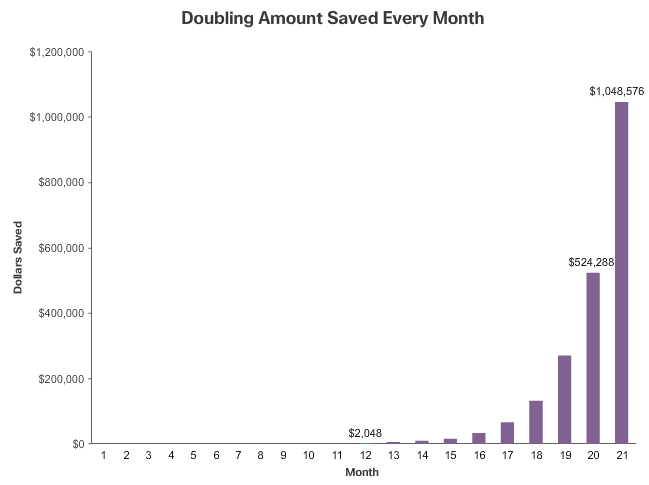 Doubling Amount Saved Every Month
$1,200,000
$1,048,576
$1,000,000
$800,000
$600,000
$524,288
$400,000
$200,000
$2,048
$0
Dollars Saved
1 2 3 4 5 6 7 8 9 10 11 12 13 14 15 16 17 18 19 20 21
Month